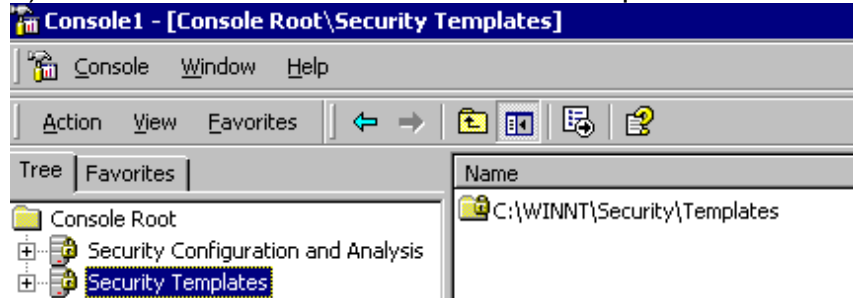 Console1 - [Console Root\Security Templates]
Console Window Help
Action View Favorites
Tree Favorites Name
Console Root C:\WINNT\Security\Templates
Security Configuration and Analysis
Security Templates